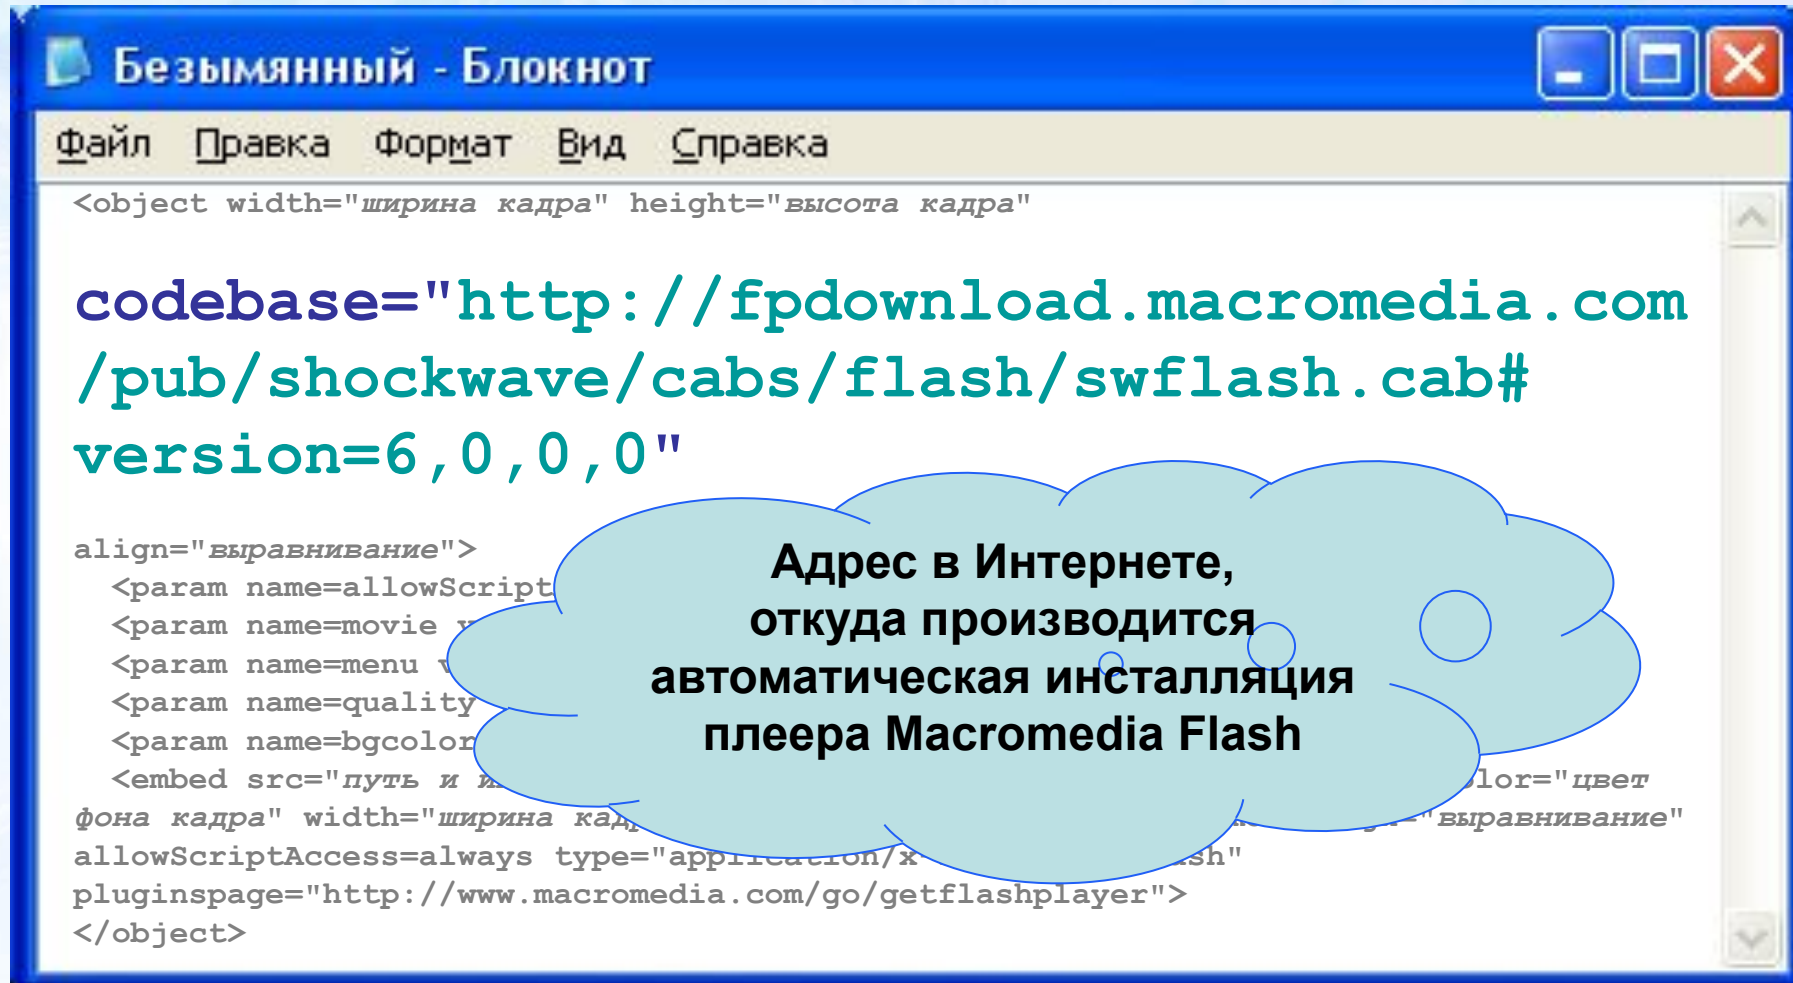 Безымянный - Блокнот
Файл Правка Формат Вид Справка
<object width="ширина кадра" height="высота кадра"
codebase="http://fpdownload.macromedia.com
/pub/shockwave/cabs/flash/swflash.cab#
version=6,0,0,0"
align="выравнивание">
<param name=allowScript
<param name=movie
<param name=menu
<param name=quality
<param name=bgcolor
<embed src="путь и lor="цвет
фона кадра" width="ширина "выравнивание"
allowScriptAccess=always type="application/x sh"
pluginspage="http://www.macromedia.com/go/getflashplayer">
</object>
Адрес в Интернете,
откуда производится
автоматическая инсталляция
плеера Macromedia Flash